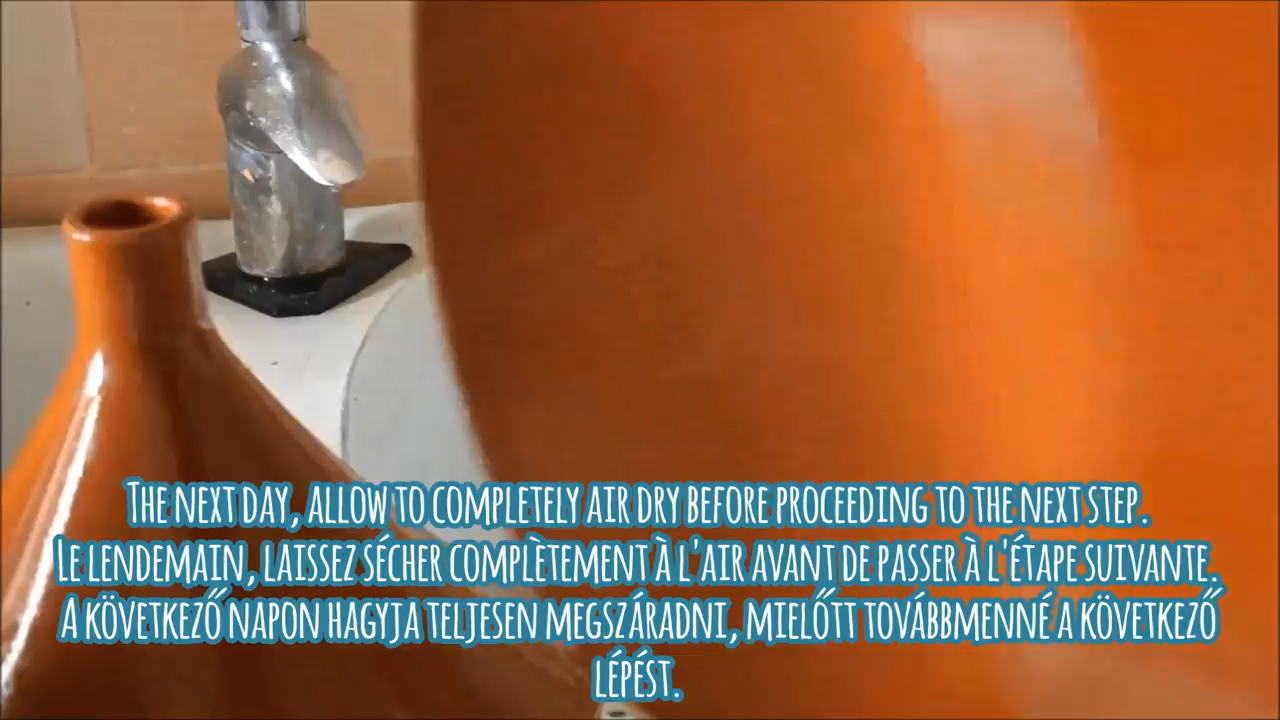 The next day, allow to completely air dry before proceeding to the next step.
Le lendemain, laissez sécher complètement à l'air avant de passer à l'étape suivante.
A következő napon hagyja teljesen megszáradni, mielőtt továbbmenné a következő
lépést.